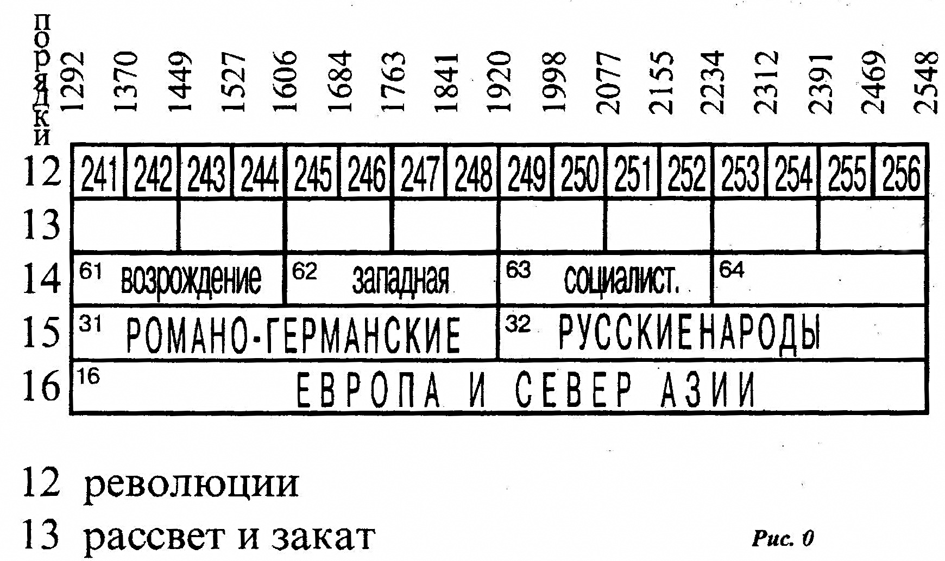 порядки
1292 1370 1449 1527 1606 1684 1763 1841 1920 1998 2077 2155 2234 2312 2391 2469 2548
12 241 242 243 244 245 246 247 248 249 250 251 252 253 254 255 256
13
14 61 возрождение 62 западная 63 социалист. 64
15 31 РОМАНО-ГЕРМАНСКИЕ 32 РУССКИЕ НАРОДЫ
16 16 ЕВРОПА И СЕВЕР АЗИИ
12 революции
13 рассвет и закат
Рис. 0